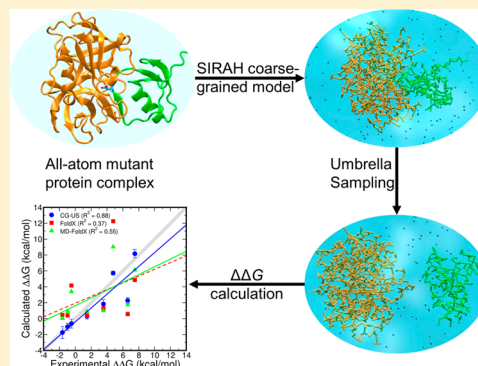 SIRAH coarse-
grained model
All-atom mutant
protein complex
Umbrella
Sampling
ΔΔG
calculation
CG-US (R² = 0.88)
FoldX (R² = 0.37)
MD-FoldX (R² = 0.55)
Calculated ΔΔG (kcal/mol)
14
12
10
8
6
4
2
0
-2
-4
-4 -2 0 2 4 6 8 10 12 14
Experimental ΔΔG (kcal/mol)